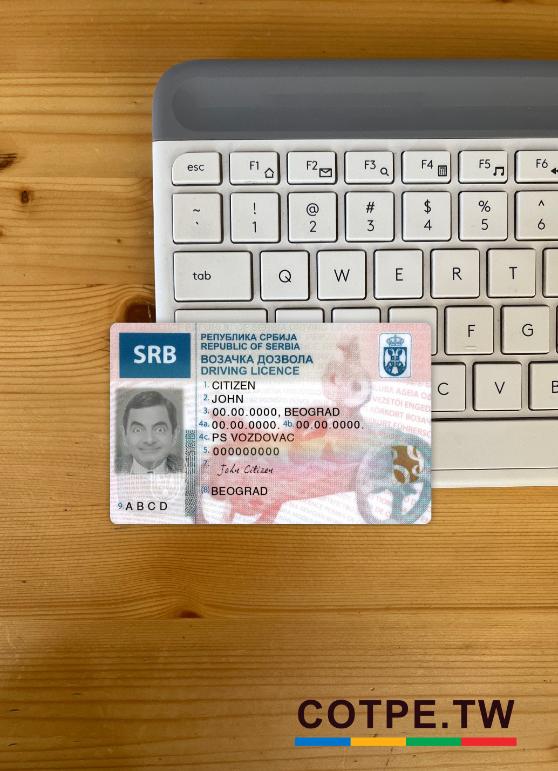 esc F1 F2 F3 F4 F5 F6
~ ! @ # $ % ^
` 1 2 3 4 5 6
tab Q W E R T
F G
C V B
SRB
РЕПУБЛИКА СРБИЈА
REPUBLIC OF SERBIA
ВОЗАЧКА ДОЗВОЛА
DRIVING LICENCE
1. CITIZEN
2. JOHN
3. 00.00.0000, BEOGRAD
4a. 00.00.0000. 4b. 00.00.0000.
4c. PS VOZDOVAC
5. 000000000
7. John Citizen
8. BEOGRAD
9. A B C D
COTPE.TW